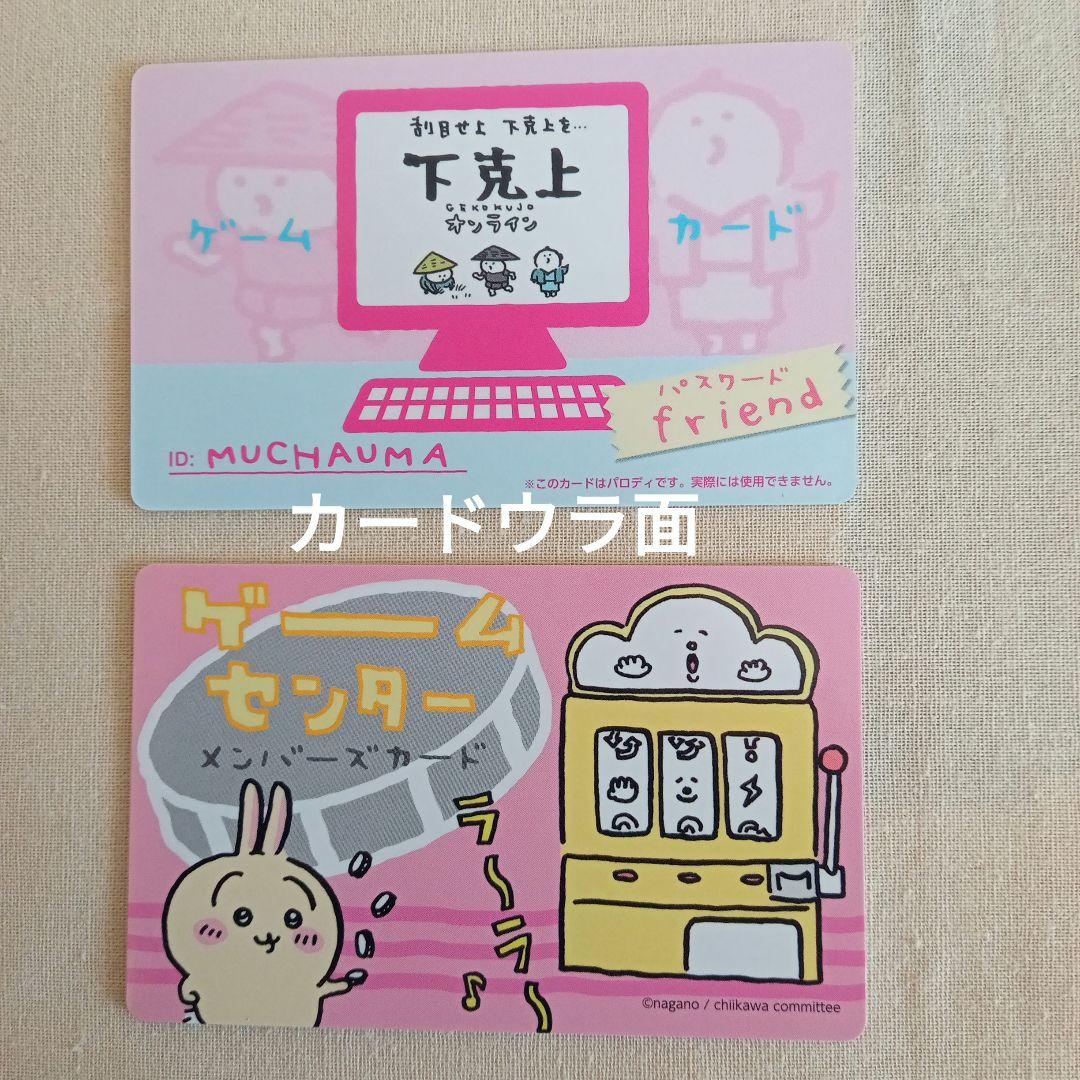 刮目せよ 下克上を…
下克上
GEKOKUJO
オンライン
ゲーム
カード
パスワード
friend
ID: MUCHAUMA
※このカードはパロディです。実際には使用できません。
カードウラ面
ゲーム
センター
メンバーズカード
ラ〜ラ〜♪
©nagano / chiikawa committee